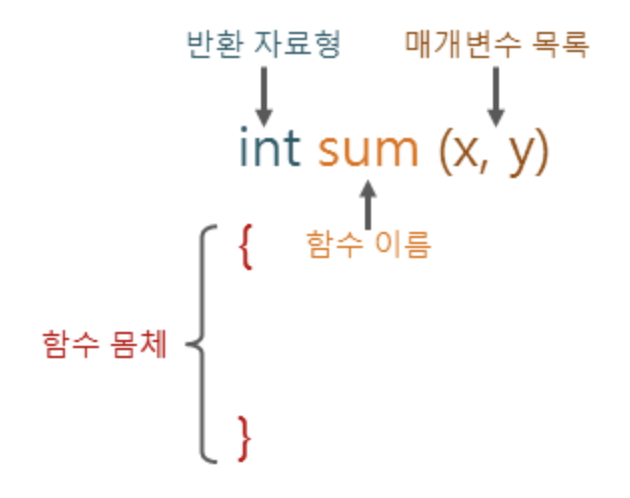 반환 자료형 매개변수 목록
int sum (x, y)
{ 함수 이름
함수 몸체
}